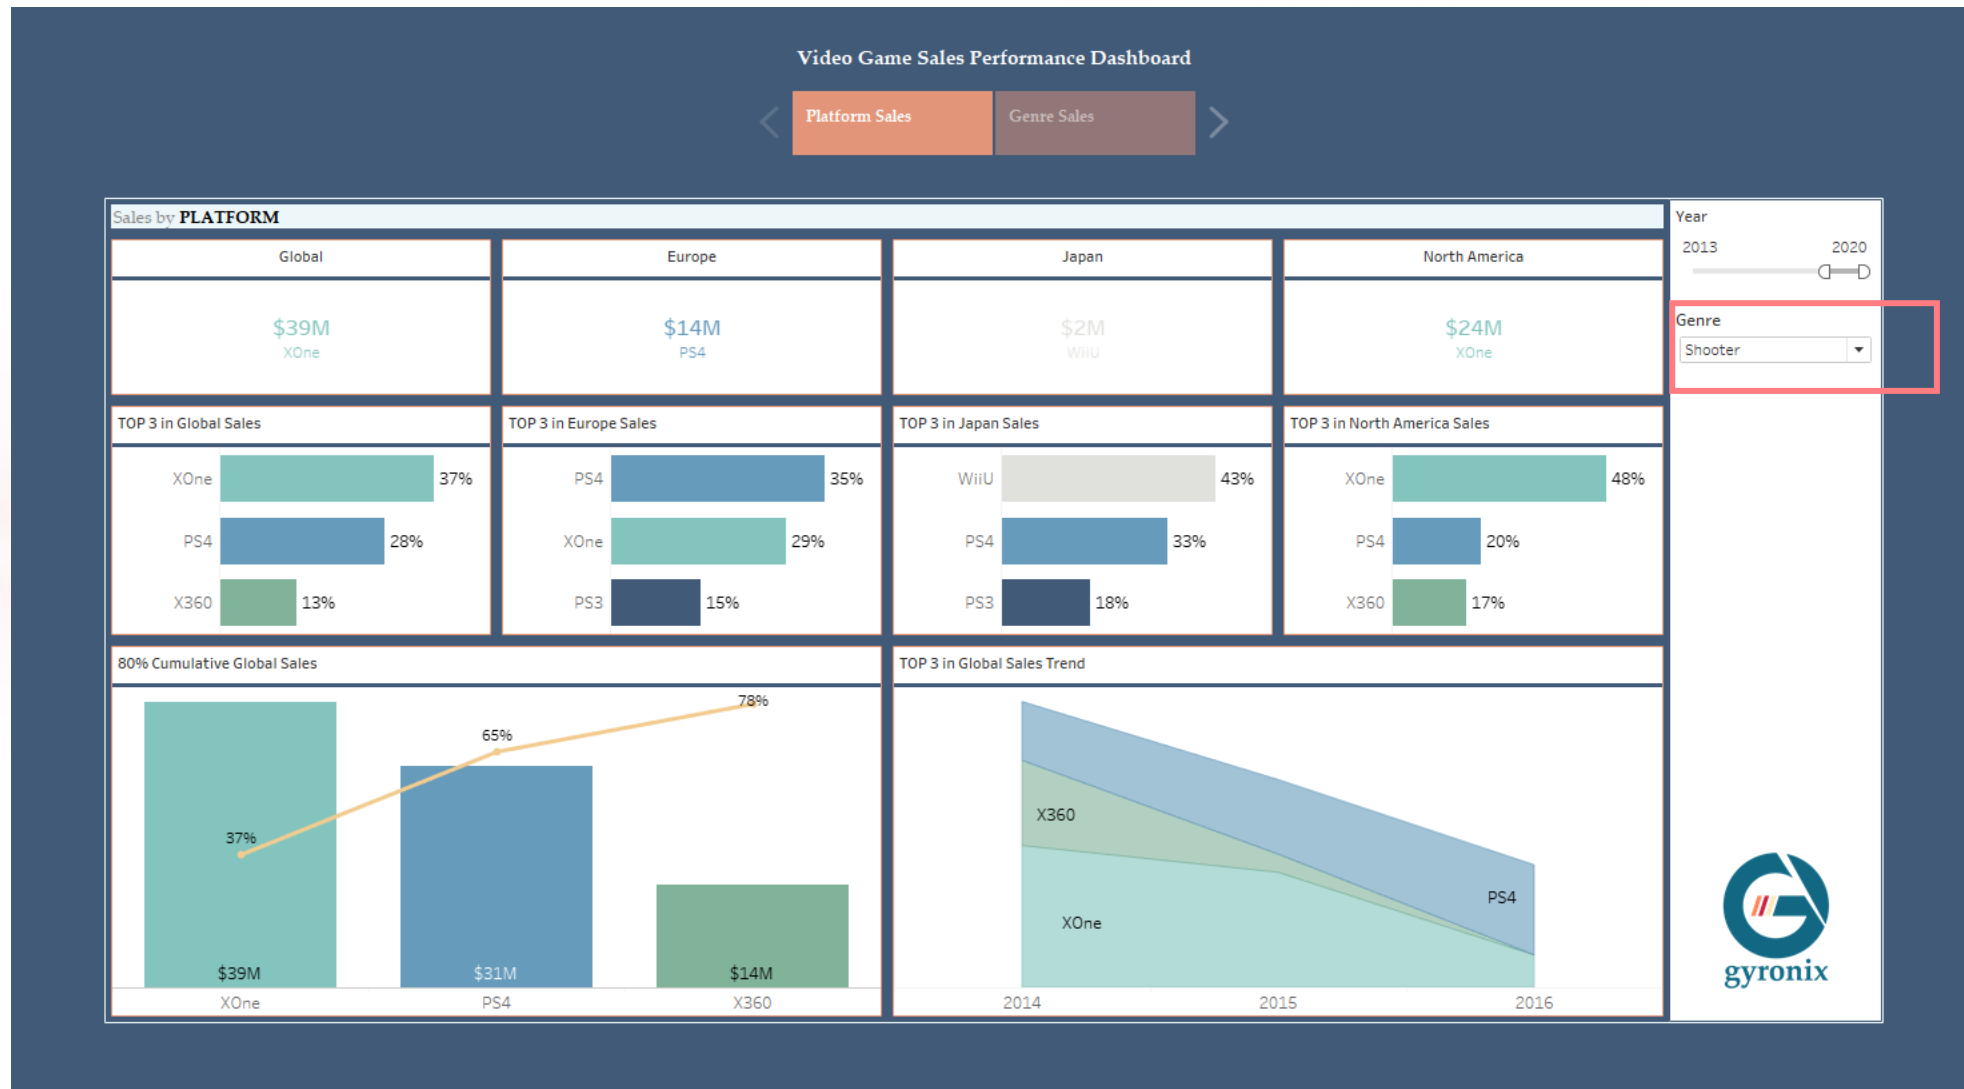 Video Game Sales Performance Dashboard
Platform Sales
Genre Sales
Sales by PLATFORM
Global
Europe
Japan
North America
$39M
XOne
$14M
PS4
$2M
WiiU
$24M
XOne
Year
2013 2020
Genre
Shooter
TOP 3 in Global Sales
XOne 37%
PS4 28%
X360 13%
TOP 3 in Europe Sales
PS4 35%
XOne 29%
PS3 15%
TOP 3 in Japan Sales
WiiU 43%
PS4 33%
PS3 18%
TOP 3 in North America Sales
XOne 48%
PS4 20%
X360 17%
80% Cumulative Global Sales
37%
65%
78%
$39M
$31M
$14M
XOne
PS4
X360
TOP 3 in Global Sales Trend
X360
XOne
PS4
2014
2015
2016
gyronix